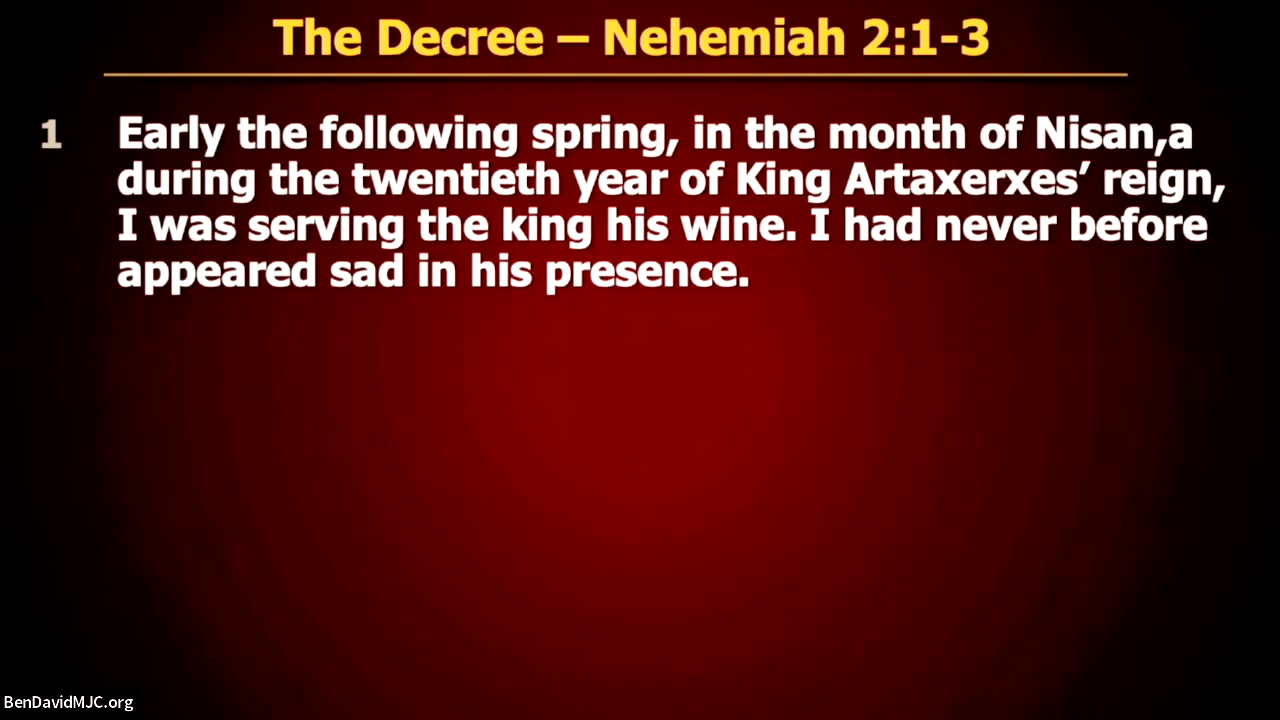 The Decree – Nehemiah 2:1-3
1 Early the following spring, in the month of Nisan,a
during the twentieth year of King Artaxerxes’ reign,
I was serving the king his wine. I had never before
appeared sad in his presence.
BenDavidMJC.org